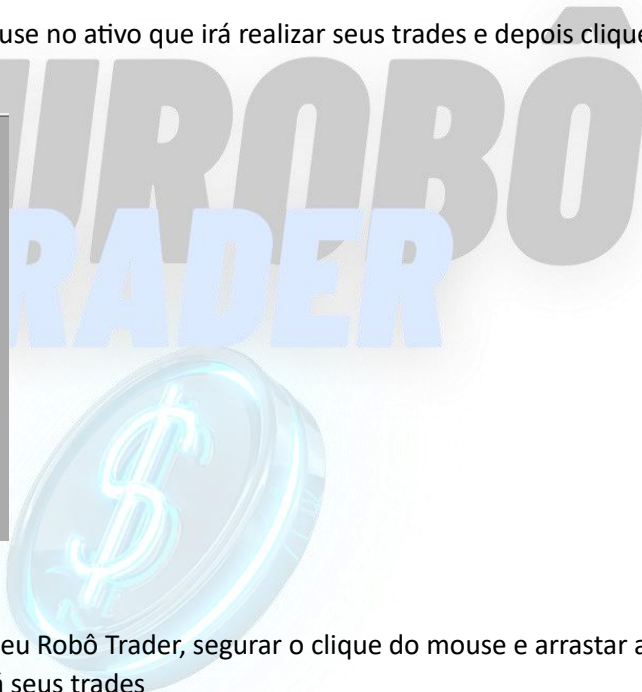 use no ativo que irá realizar seus trades e depois clique
UROBÔ
RADER
$
eu Robô Trader, segurar o clique do mouse e arrastar a
seus trades